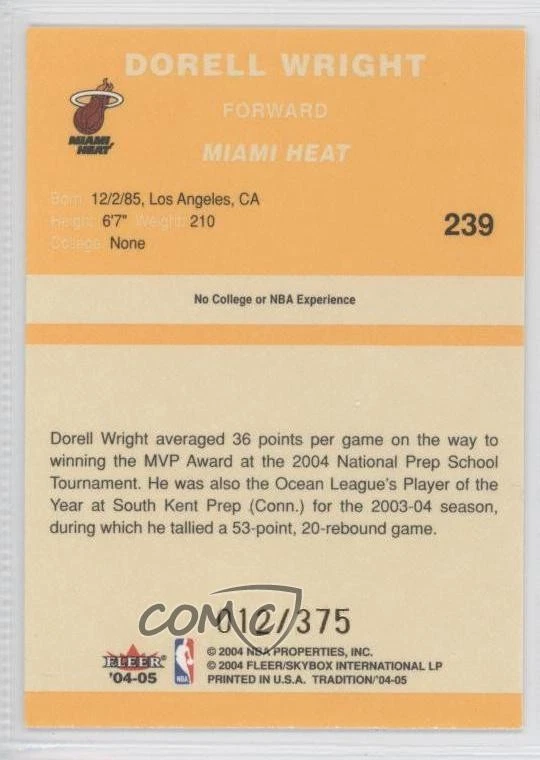 DORELL WRIGHT
FORWARD
MIAMI HEAT
MIAMI
HEAT
Born: 12/2/85, Los Angeles, CA
Height: 6'7" Weight: 210
College: None
239
No College or NBA Experience
Dorell Wright averaged 36 points per game on the way to
winning the MVP Award at the 2004 National Prep School
Tournament. He was also the Ocean League's Player of the
Year at South Kent Prep (Conn.) for the 2003-04 season,
during which he tallied a 53-point, 20-rebound game.
COMC
012/375
FLEER
'04-05
NBA
© 2004 NBA PROPERTIES, INC.
© 2004 FLEER/SKYBOX INTERNATIONAL LP
PRINTED IN U.S.A. TRADITION/'04-05